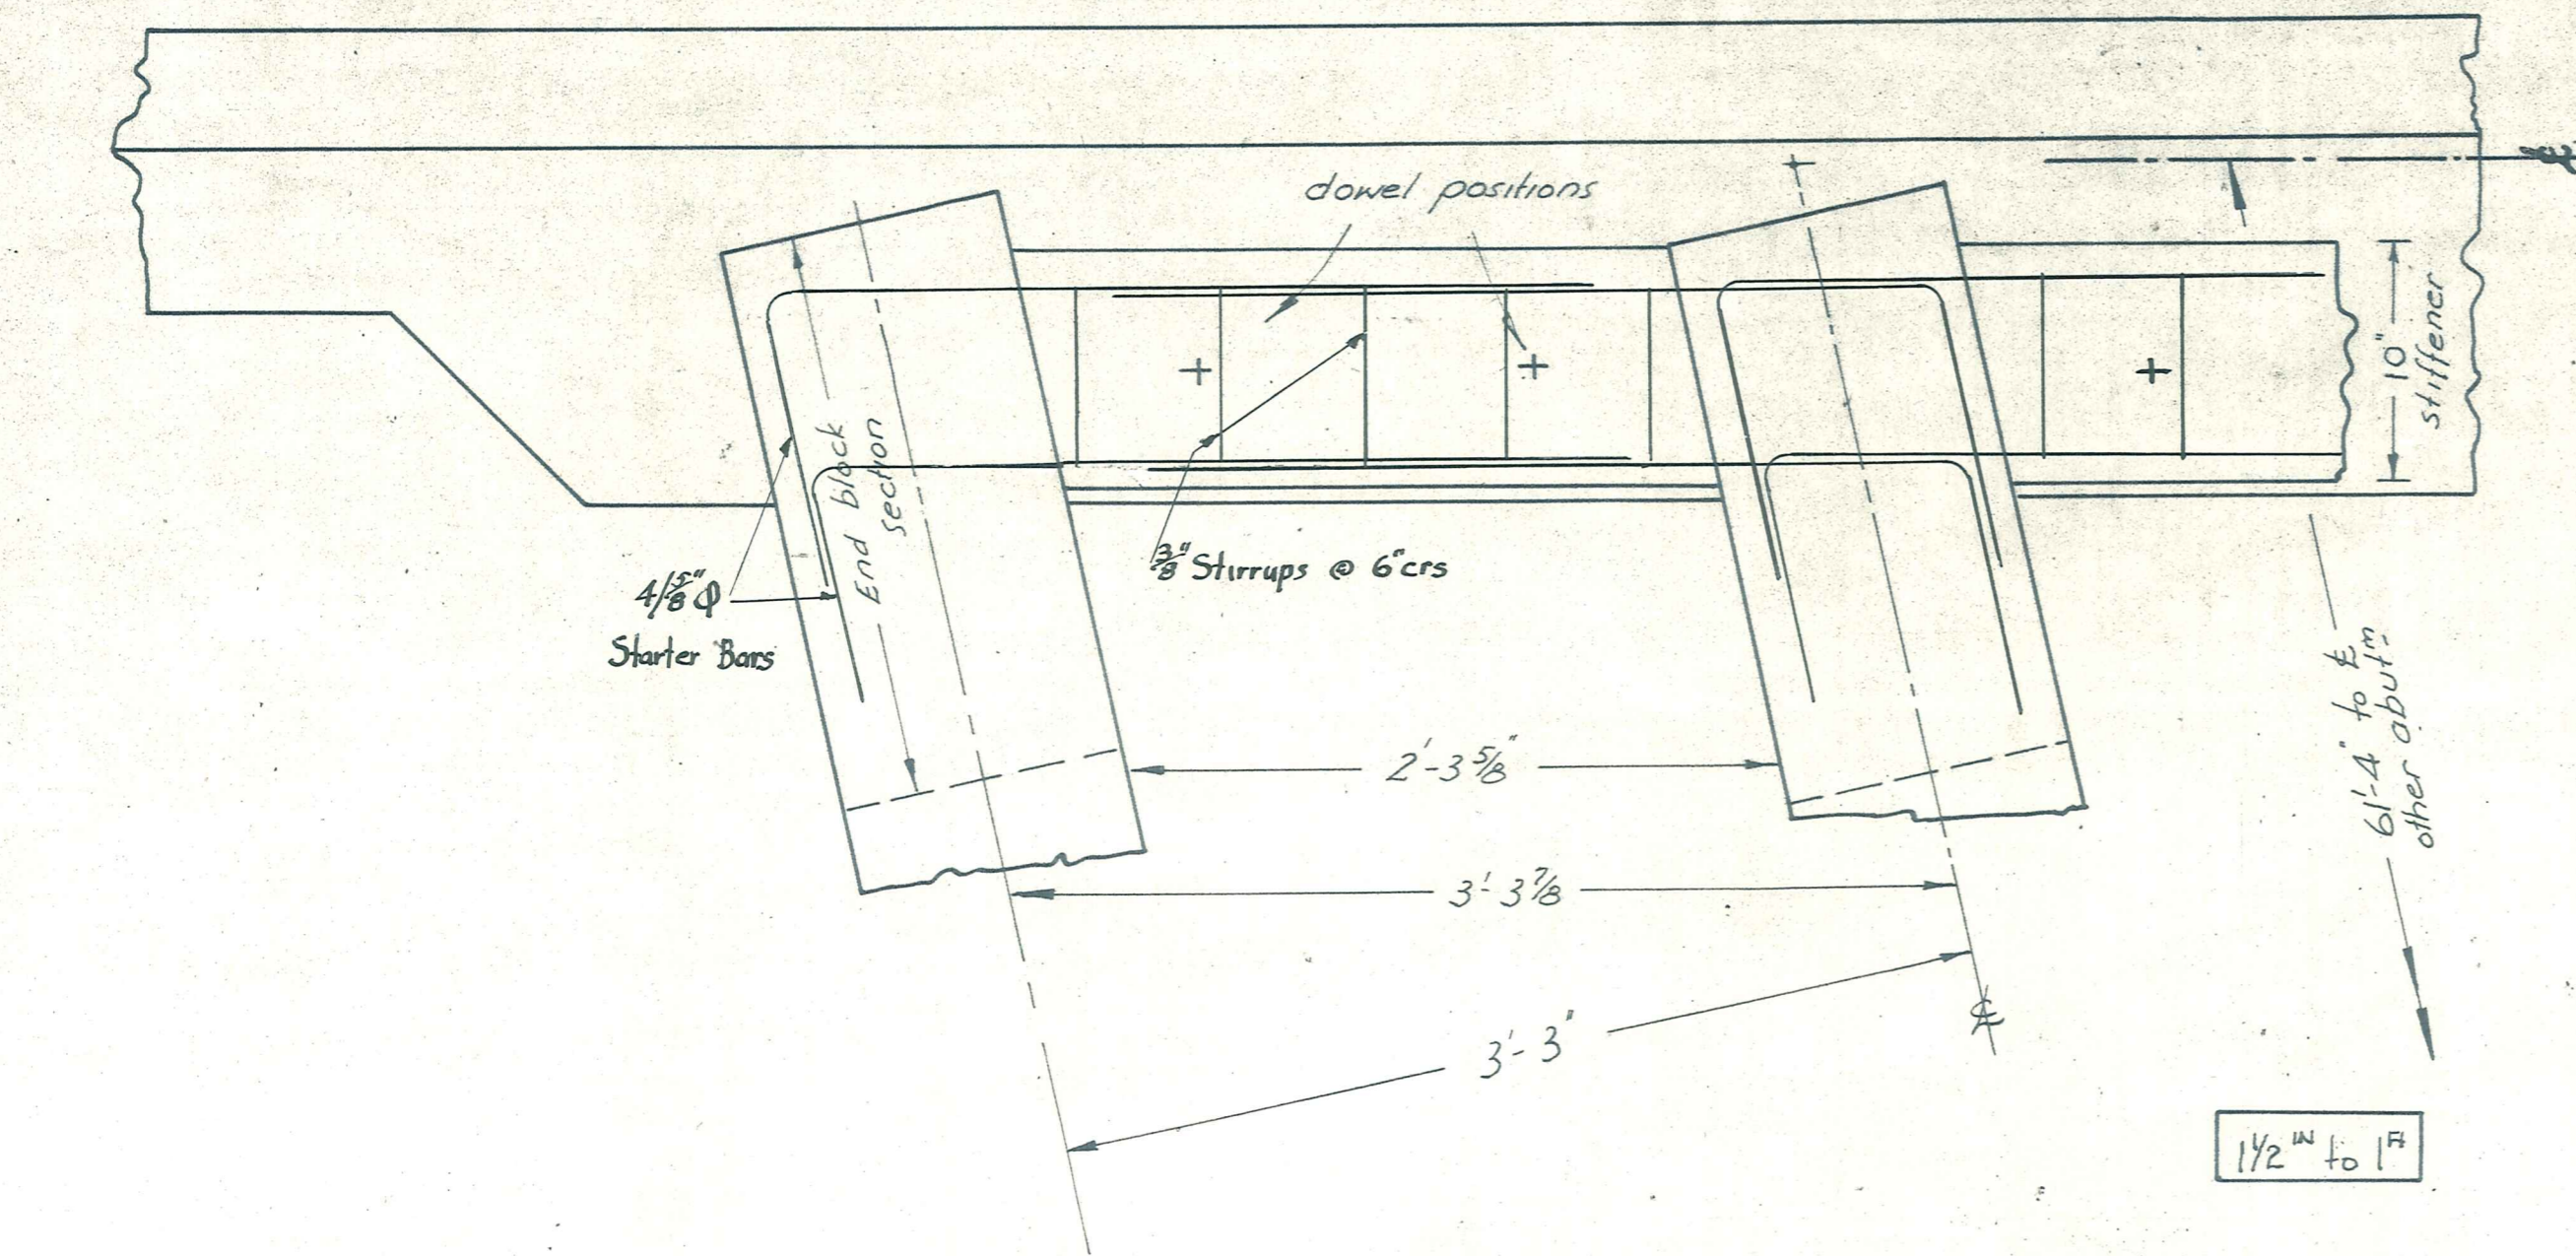 dowel positions
10"
stiffener
End block
section
3/8" Stirrups @ 6"crs
4/5/8"φ
Starter Bars
61'-4" to ℄
other abutm
2'-3 5/8"
3'-3 7/8
3'-3"
℄
1 1/2 IN to 1 FT